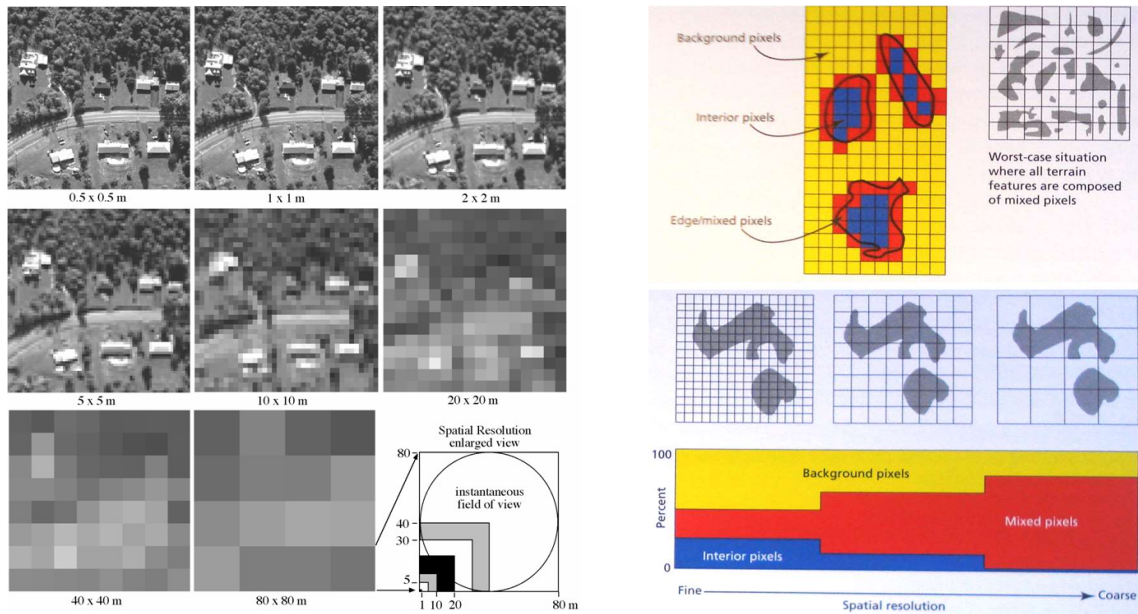 0.5 x 0.5 m
1 x 1 m
2 x 2 m
5 x 5 m
10 x 10 m
20 x 20 m
40 x 40 m
80 x 80 m
Spatial Resolution
enlarged view
80
instantaneous
field of view
40
30
5
1 10 20
80 m
Background pixels
Interior pixels
Edge/mixed pixels
Worst-case situation
where all terrain
features are composed
of mixed pixels
100
Percent
0
Background pixels
Mixed pixels
Interior pixels
Fine
Coarse
Spatial resolution